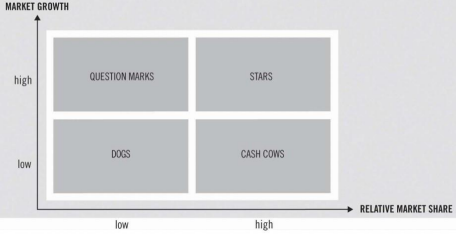 MARKET GROWTH
high
QUESTION MARKS
STARS
low
DOGS
CASH COWS
RELATIVE MARKET SHARE
low
high